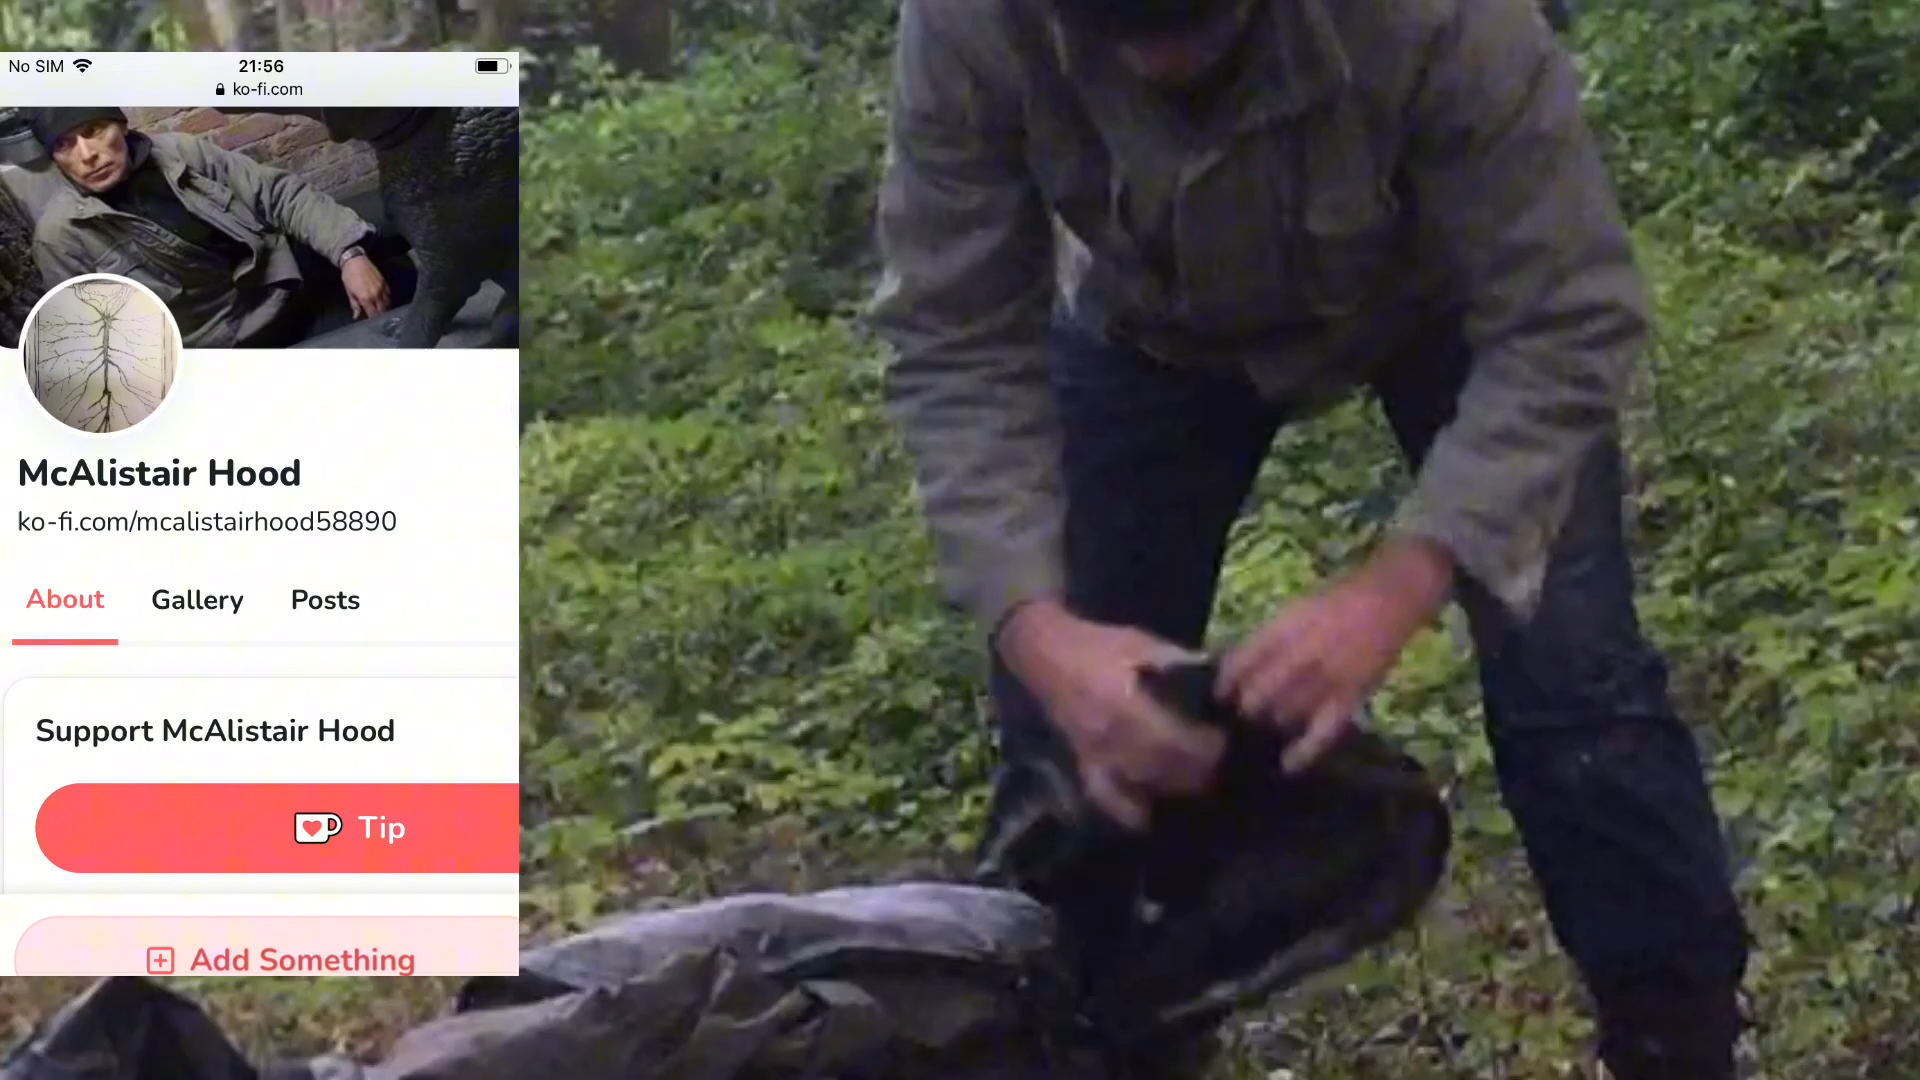 No SIM 21:56
ko-fi.com
McAlistair Hood
ko-fi.com/mcalistairhood58890
About Gallery Posts
Support McAlistair Hood
Tip
Add Something